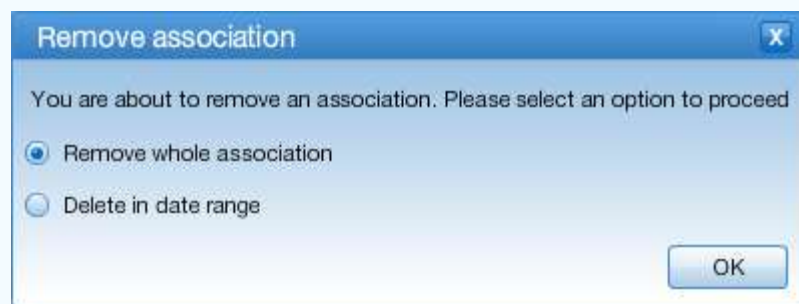 Remove association
X
You are about to remove an association. Please select an option to proceed
Remove whole association
Delete in date range
OK